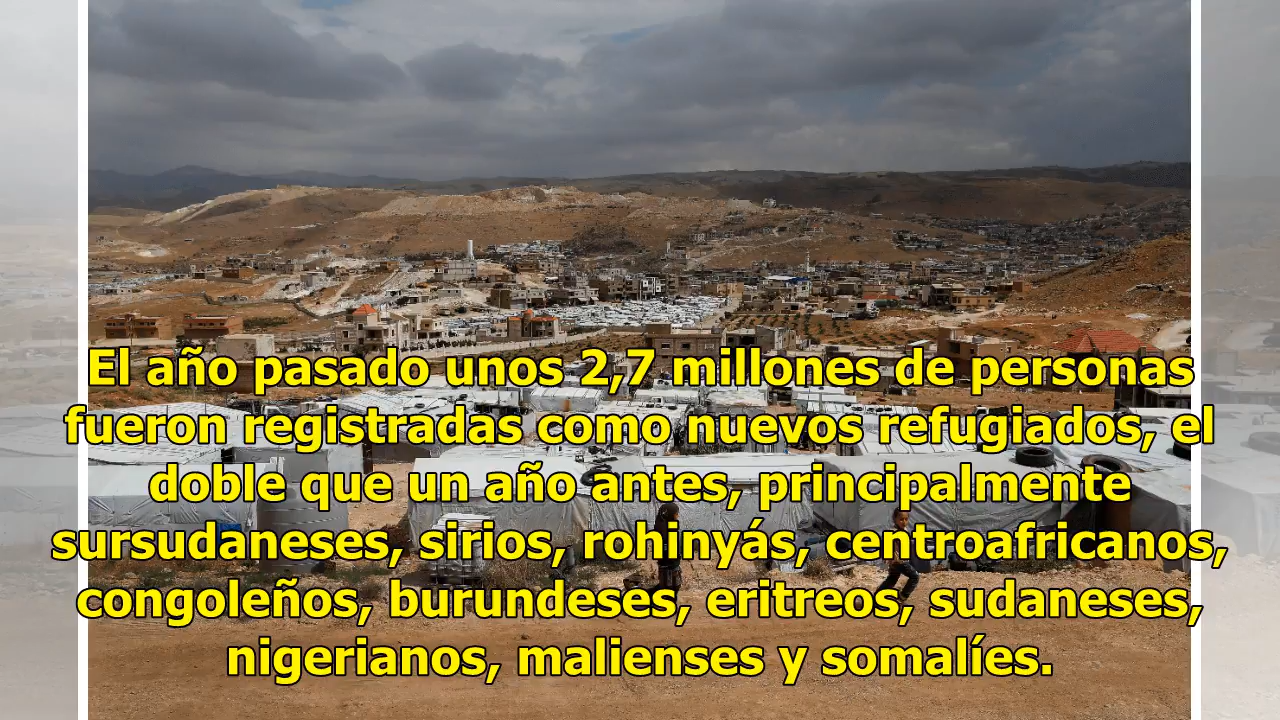 El año pasado unos 2,7 millones de personas
fueron registradas como nuevos refugiados, el
doble que un año antes, principalmente
sursudaneses, sirios, rohinyás, centroafricanos,
congoleños, burundeses, eritreos, sudaneses,
nigerianos, malienses y somalíes.